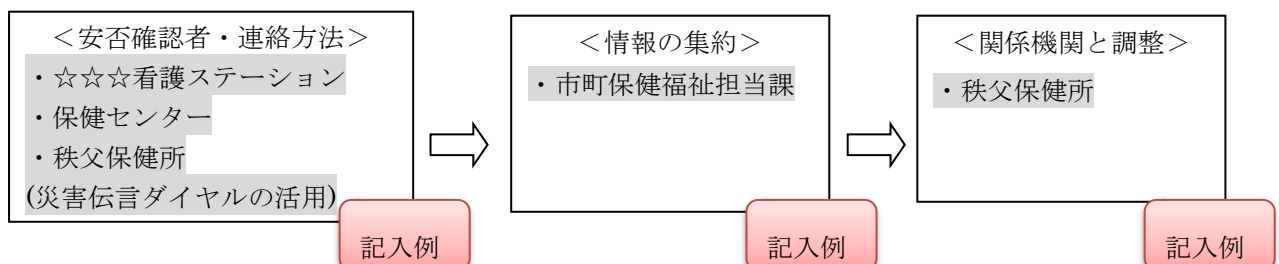 ＜安否確認者・連絡方法＞
・☆☆☆看護ステーション
・保健センター
・秩父保健所
(災害伝言ダイヤルの活用)
記入例
＜情報の集約＞
・市町保健福祉担当課
記入例
＜関係機関と調整＞
・秩父保健所
記入例